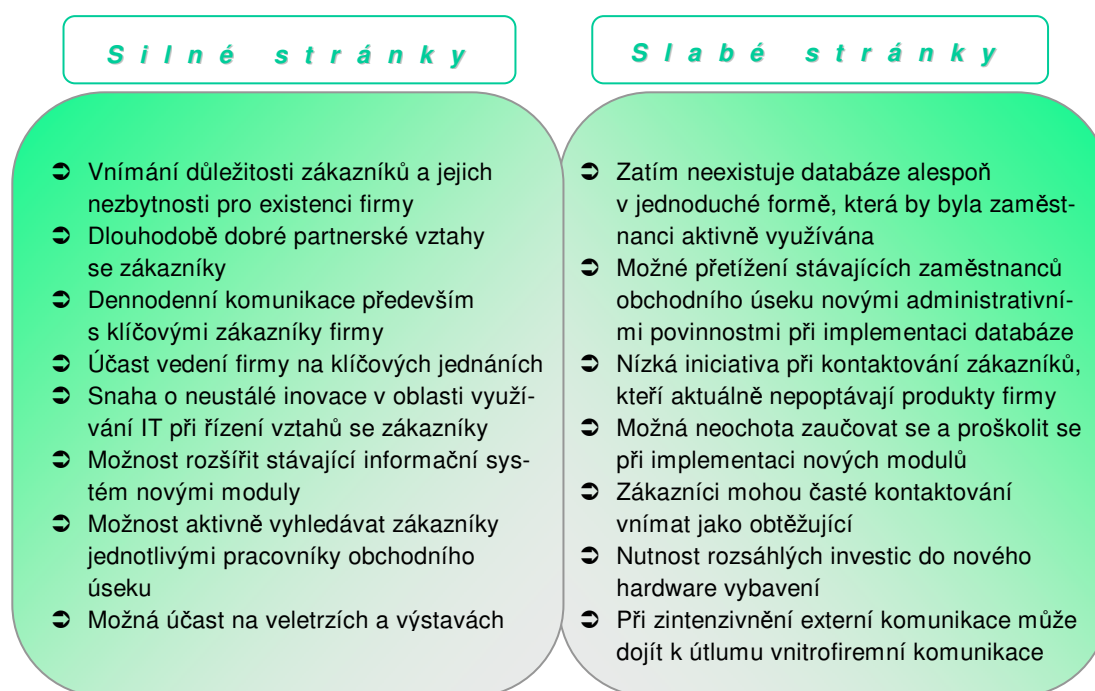 Silné stránky
Vnímání důležitosti zákazníků a jejich
nezbytnosti pro existenci firmy
Dlouhodobě dobré partnerské vztahy
se zákazníky
Dennodenní komunikace především
s klíčovými zákazníky firmy
Účast vedení firmy na klíčových jednáních
Snaha o neustálé inovace v oblasti využí-
vání IT při řízení vztahů se zákazníky
Možnost rozšířit stávající informační sys-
tém novými moduly
Možnost aktivně vyhledávat zákazníky
jednotlivými pracovníky obchodního
úseku
Možná účast na veletrzích a výstavách
Slabé stránky
Zatím neexistuje databáze alespoň
v jednoduché formě, která by byla zaměst-
nanci aktivně využívána
Možné přetížení stávajících zaměstnanců
obchodního úseku novými administrativní-
mi povinnostmi při implementaci databáze
Nízká iniciativa při kontaktování zákazníků,
kteří aktuálně nepoptávají produkty firmy
Možná neochota zaučovat se a proškolit se
při implementaci nových modulů
Zákazníci mohou časté kontaktování
vnímat jako obtěžující
Nutnost rozsáhlých investic do nového
hardware vybavení
Při zintenzivnění externí komunikace může
dojít k útlumu vnitrofiremní komunikace